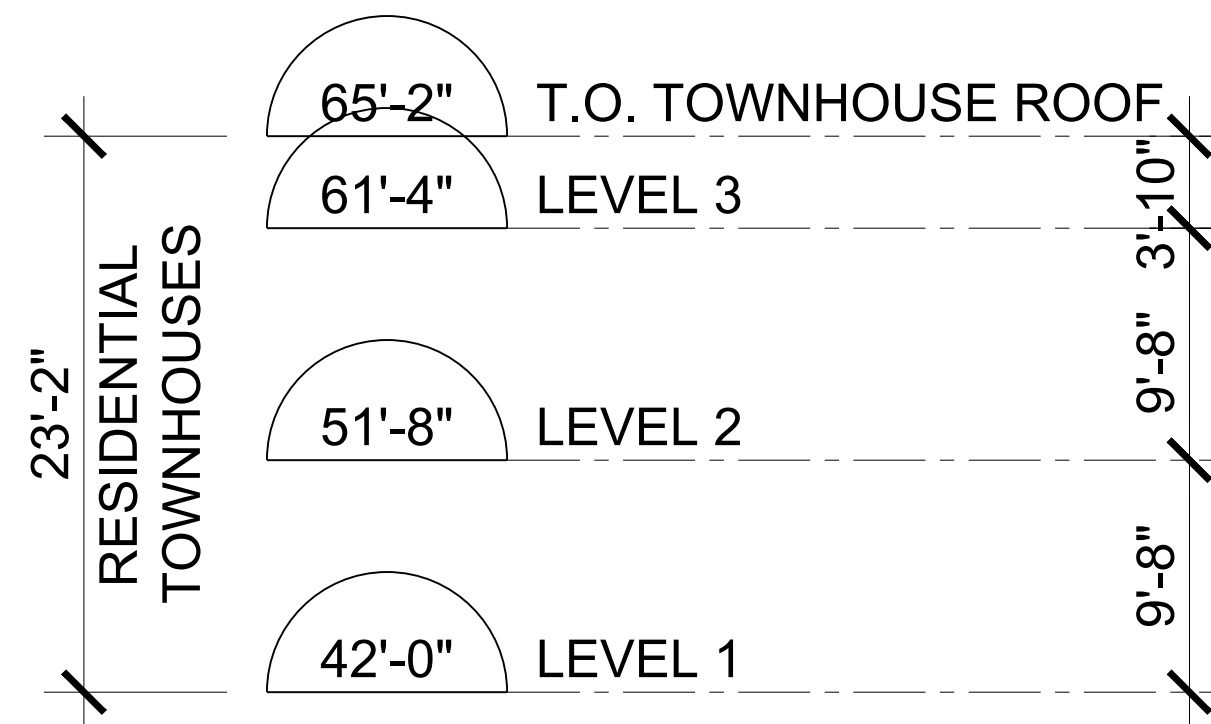 65'-2" T.O. TOWNHOUSE ROOF
3'-10"
61'-4" LEVEL 3
9'-8"
51'-8" LEVEL 2
9'-8"
42'-0" LEVEL 1
23'-2"
RESIDENTIAL
TOWNHOUSES